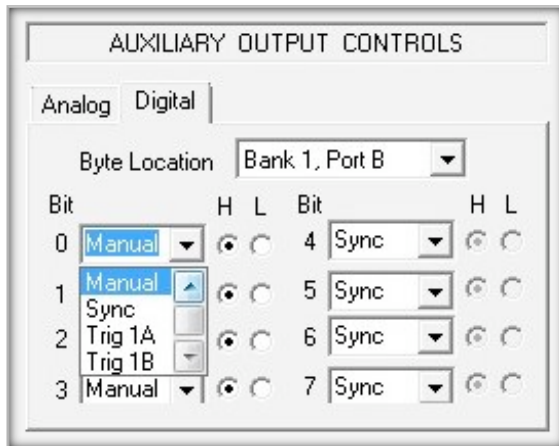 AUXILIARY OUTPUT CONTROLS
Analog Digital
Byte Location Bank 1, Port B
Bit H L Bit H L
0 Manual 4 Sync
1 Manual 5 Sync
Sync
2 Trig 1A 6 Sync
Trig 1B
3 Manual 7 Sync